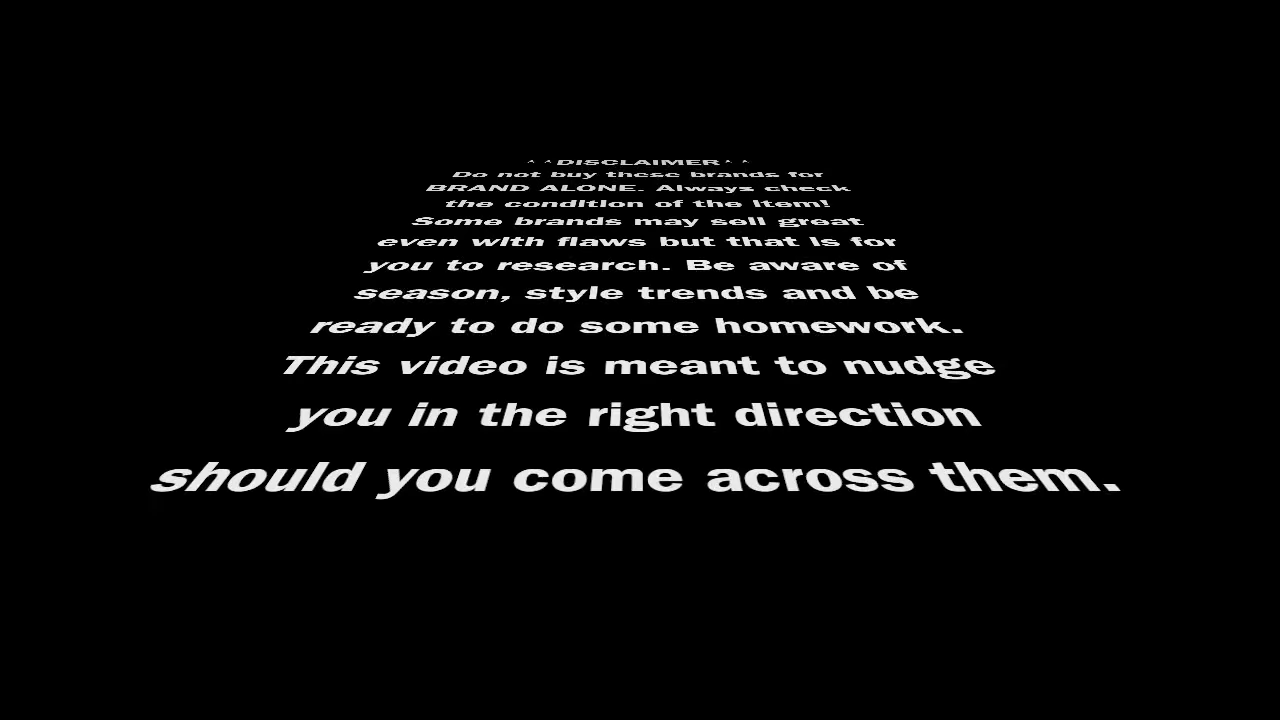 **DISCLAIMER**
Do not buy these brands for
BRAND ALONE. Always check
the condition of the item!
Some brands may sell great
even with flaws but that is for
you to research. Be aware of
season, style trends and be
ready to do some homework.
This video is meant to nudge
you in the right direction
should you come across them.